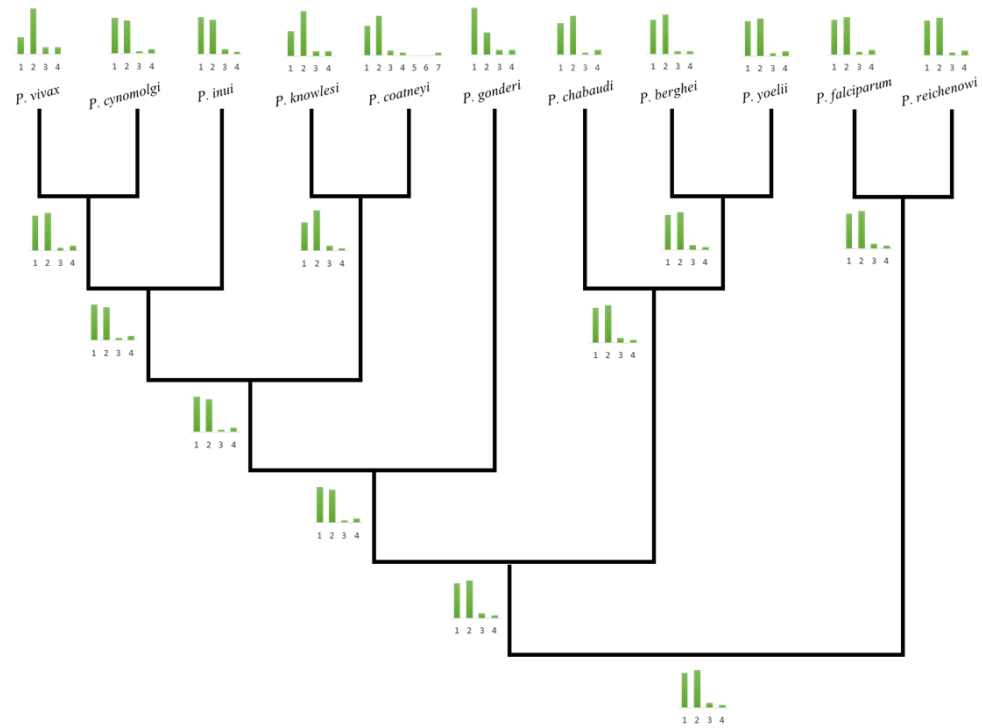 1 2 3 4
1 2 3 4
1 2 3 4
1 2 3 4
1 2 3 4 5 6 7
1 2 3 4
1 2 3 4
1 2 3 4
1 2 3 4
1 2 3 4
1 2 3 4
P. vivax
P. cynomolgi
P. inui
P. knowlesi
P. coatneyi
P. gonderi
P. chabaudi
P. berghei
P. yoelii
P. falciparum
P. reichenowi
1 2 3 4
1 2 3 4
1 2 3 4
1 2 3 4
1 2 3 4
1 2 3 4
1 2 3 4
1 2 3 4
1 2 3 4
1 2 3 4